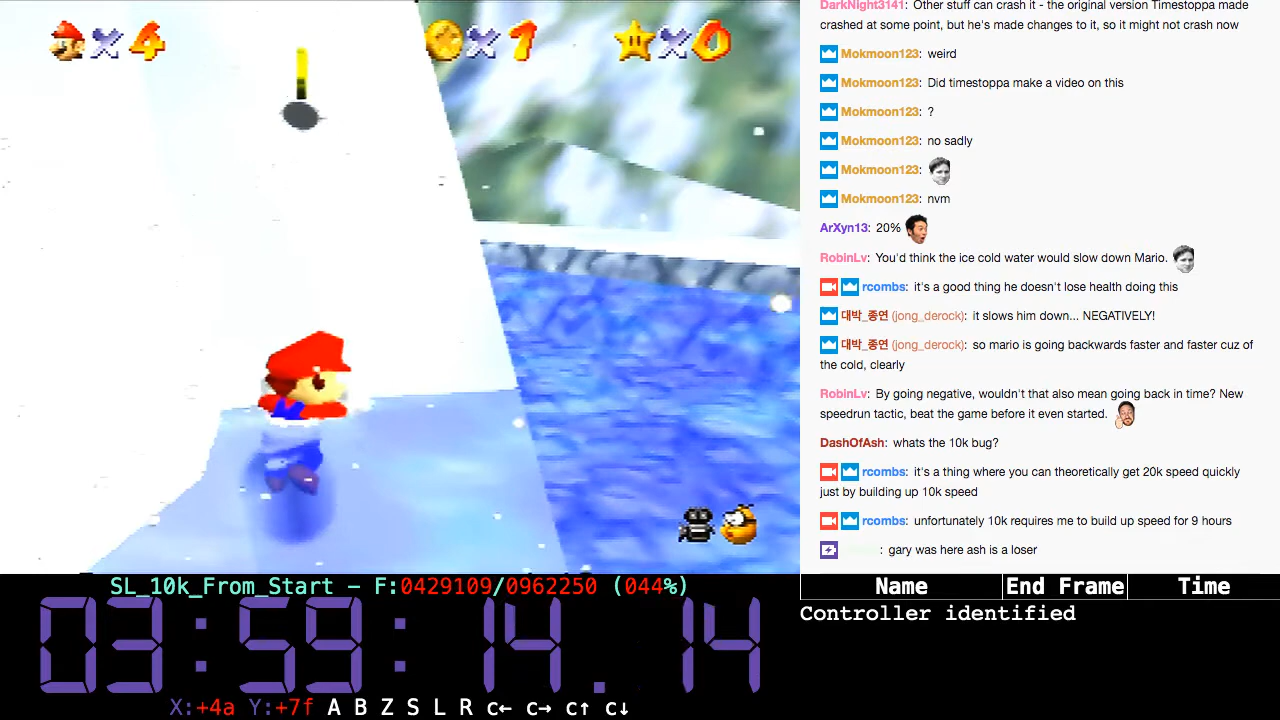 x 4
x 1
x 0
DarkNight3141: Other stuff can crash it - the original version Timestoppa made
crashed at some point, but he's made changes to it, so it might not crash now
Mokmoon123: weird
Mokmoon123: Did timestoppa make a video on this
Mokmoon123: ?
Mokmoon123: no sadly
Mokmoon123:
Mokmoon123: nvm
ArXyn13: 20%
RobinLv: You'd think the ice cold water would slow down Mario.
rcombs: it's a good thing he doesn't lose health doing this
대박_종연 (jong_derock): it slows him down... NEGATIVELY!
대박_종연 (jong_derock): so mario is going backwards faster and faster cuz of
the cold, clearly
RobinLv: By going negative, wouldn't that also mean going back in time? New
speedrun tactic, beat the game before it even started.
DashOfAsh: whats the 10k bug?
rcombs: it's a thing where you can theoretically get 20k speed quickly
just by building up 10k speed
rcombs: unfortunately 10k requires me to build up speed for 9 hours
: gary was here ash is a loser
SL_10k_From_Start – F:0429109/0962250 (044%)
03:59:14.14
X:+4a Y:+7f A B Z S L R C← C→ C↑ C↓
Name End Frame Time
Controller identified